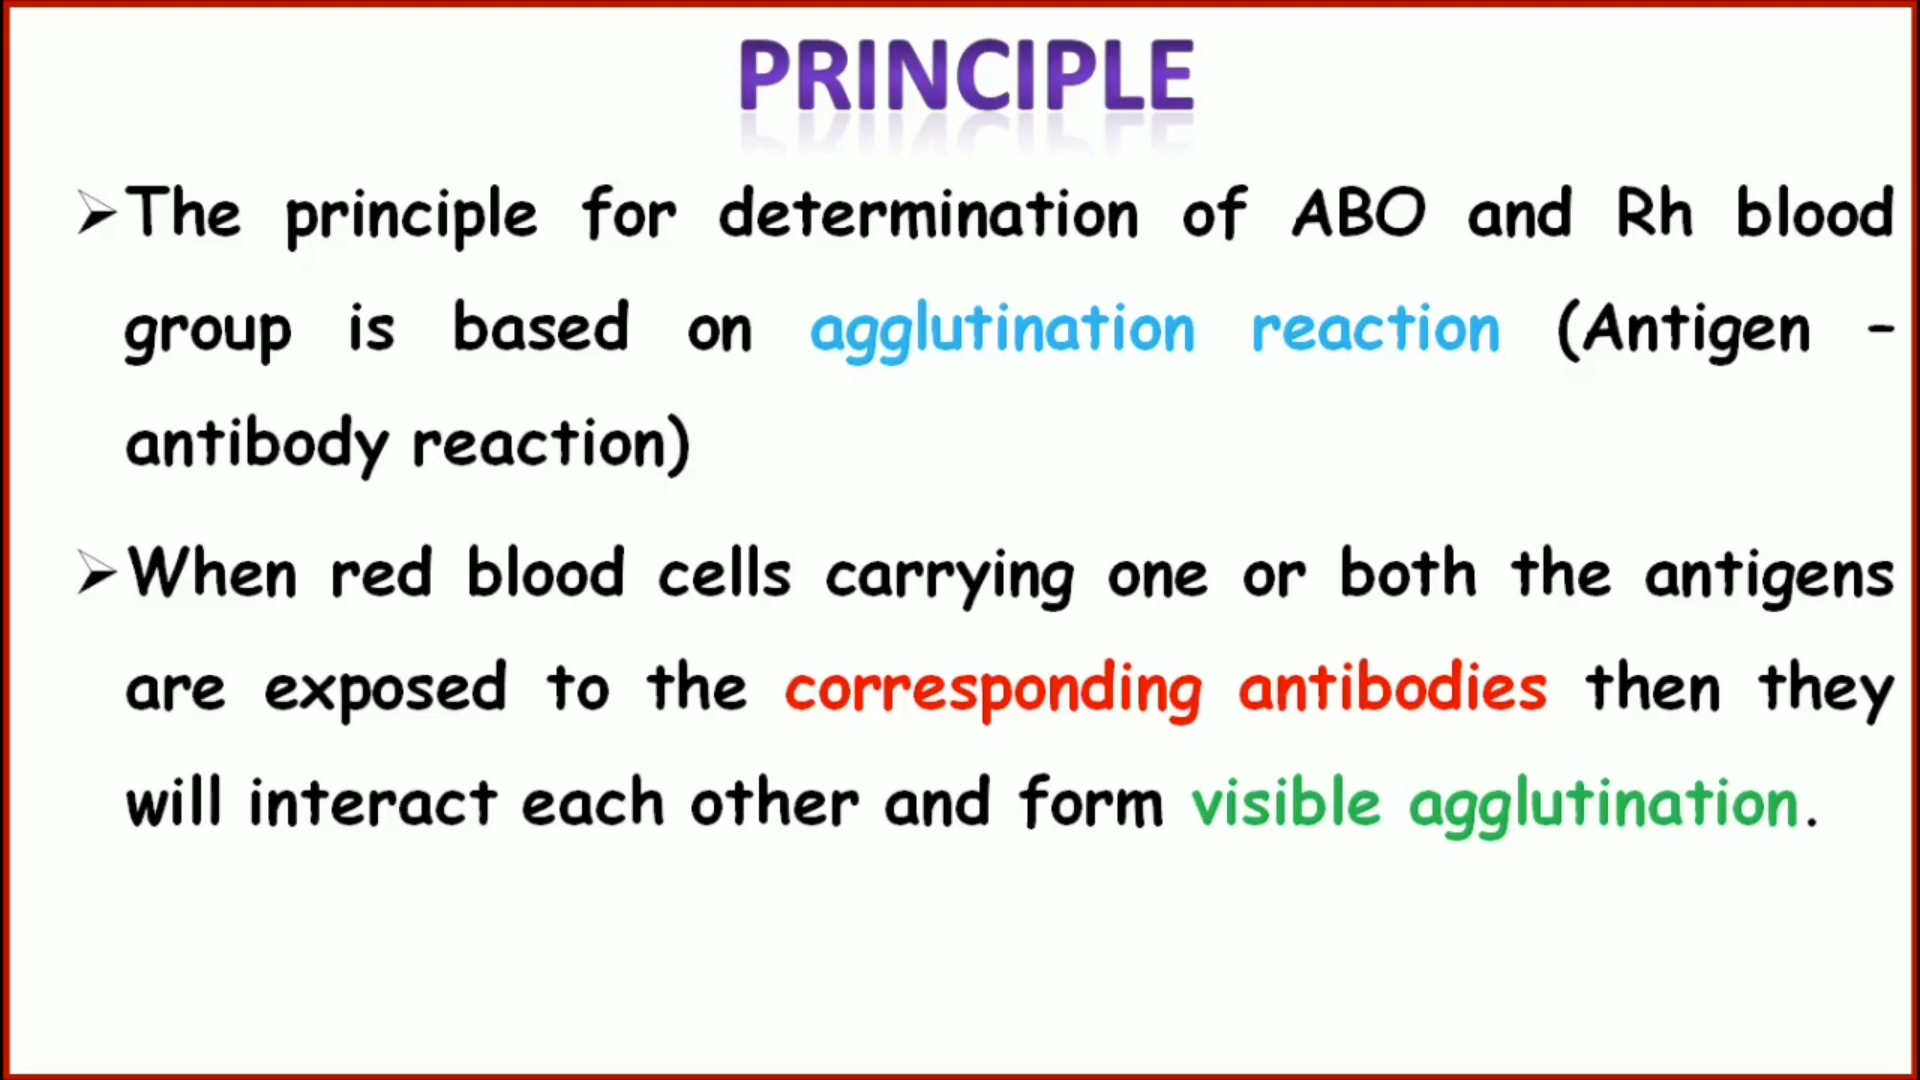 PRINCIPLE
➢The principle for determination of ABO and Rh blood
group is based on agglutination reaction (Antigen –
antibody reaction)
➢When red blood cells carrying one or both the antigens
are exposed to the corresponding antibodies then they
will interact each other and form visible agglutination.